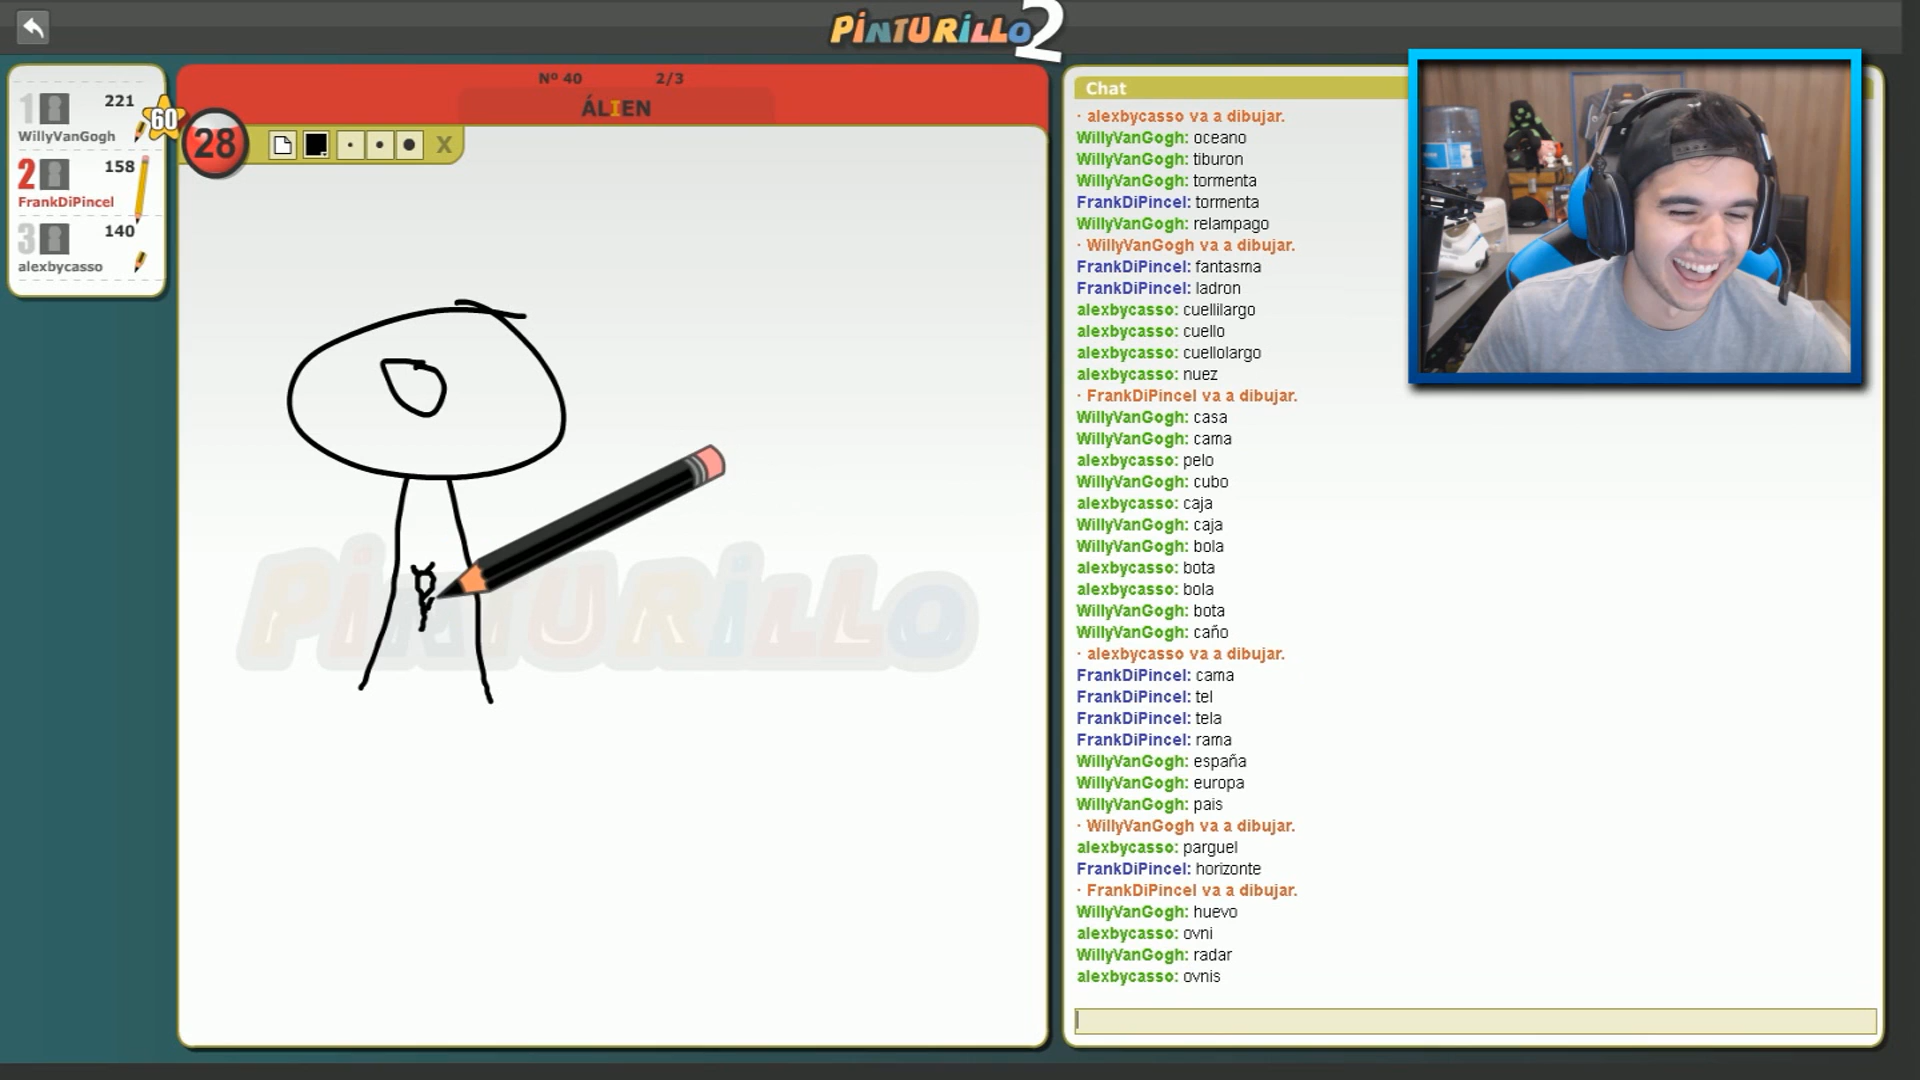 PINTURILLO 2
1 221
WillyVanGogh
60
2 158
FrankDiPincel
3 140
alexbycasso
Nº 40 2/3
ÁLIEN
28
X
PINTURILLO
Chat
· alexbycasso va a dibujar.
WillyVanGogh: oceano
WillyVanGogh: tiburon
WillyVanGogh: tormenta
FrankDiPincel: tormenta
WillyVanGogh: relampago
· WillyVanGogh va a dibujar.
FrankDiPincel: fantasma
FrankDiPincel: ladron
alexbycasso: cuellilargo
alexbycasso: cuello
alexbycasso: cuellolargo
alexbycasso: nuez
· FrankDiPincel va a dibujar.
WillyVanGogh: casa
WillyVanGogh: cama
alexbycasso: pelo
WillyVanGogh: cubo
alexbycasso: caja
WillyVanGogh: caja
WillyVanGogh: bola
alexbycasso: bota
alexbycasso: bola
WillyVanGogh: bota
WillyVanGogh: caño
· alexbycasso va a dibujar.
FrankDiPincel: cama
FrankDiPincel: tel
FrankDiPincel: tela
FrankDiPincel: rama
WillyVanGogh: españa
WillyVanGogh: europa
WillyVanGogh: pais
· WillyVanGogh va a dibujar.
alexbycasso: parguel
FrankDiPincel: horizonte
· FrankDiPincel va a dibujar.
WillyVanGogh: huevo
alexbycasso: ovni
WillyVanGogh: radar
alexbycasso: ovnis